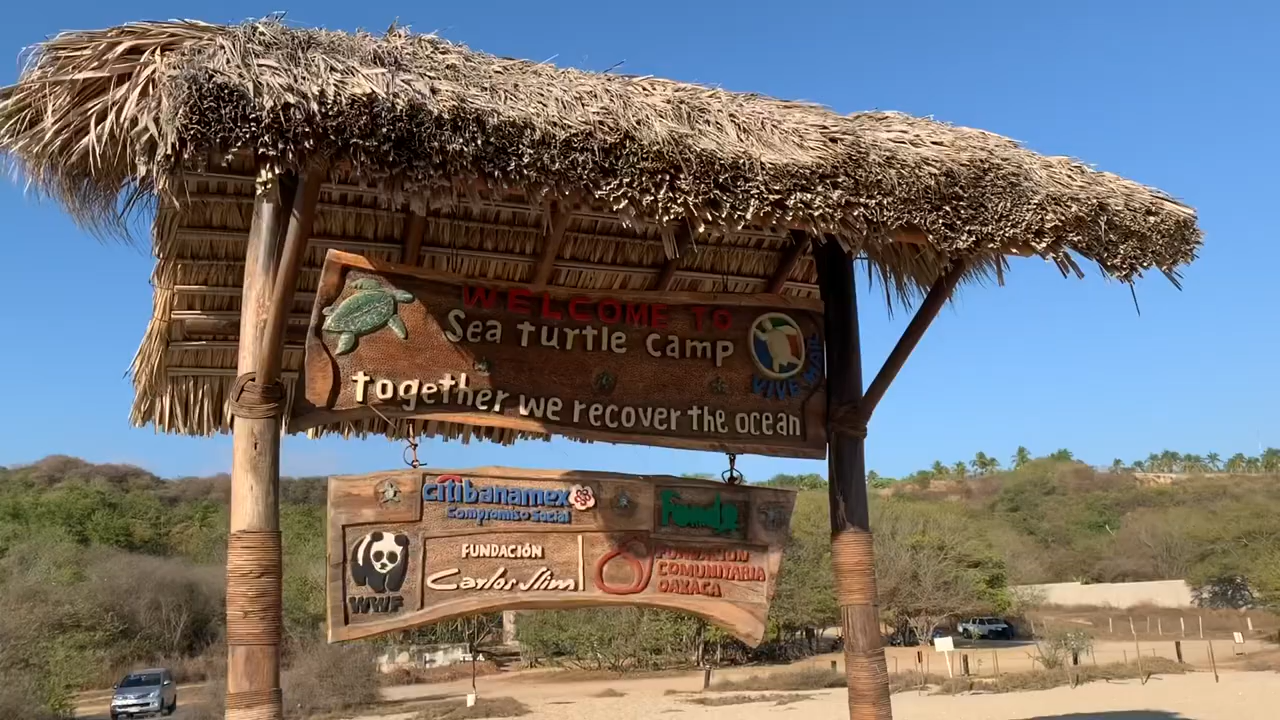 WELCOME TO
Sea turtle camp
together we recover the ocean
VIVE
citibanamex
Compromiso Social
WWF
FUNDACIÓN
Carlos Slim
FUNDACIÓN
COMUNITARIA
OAXACA